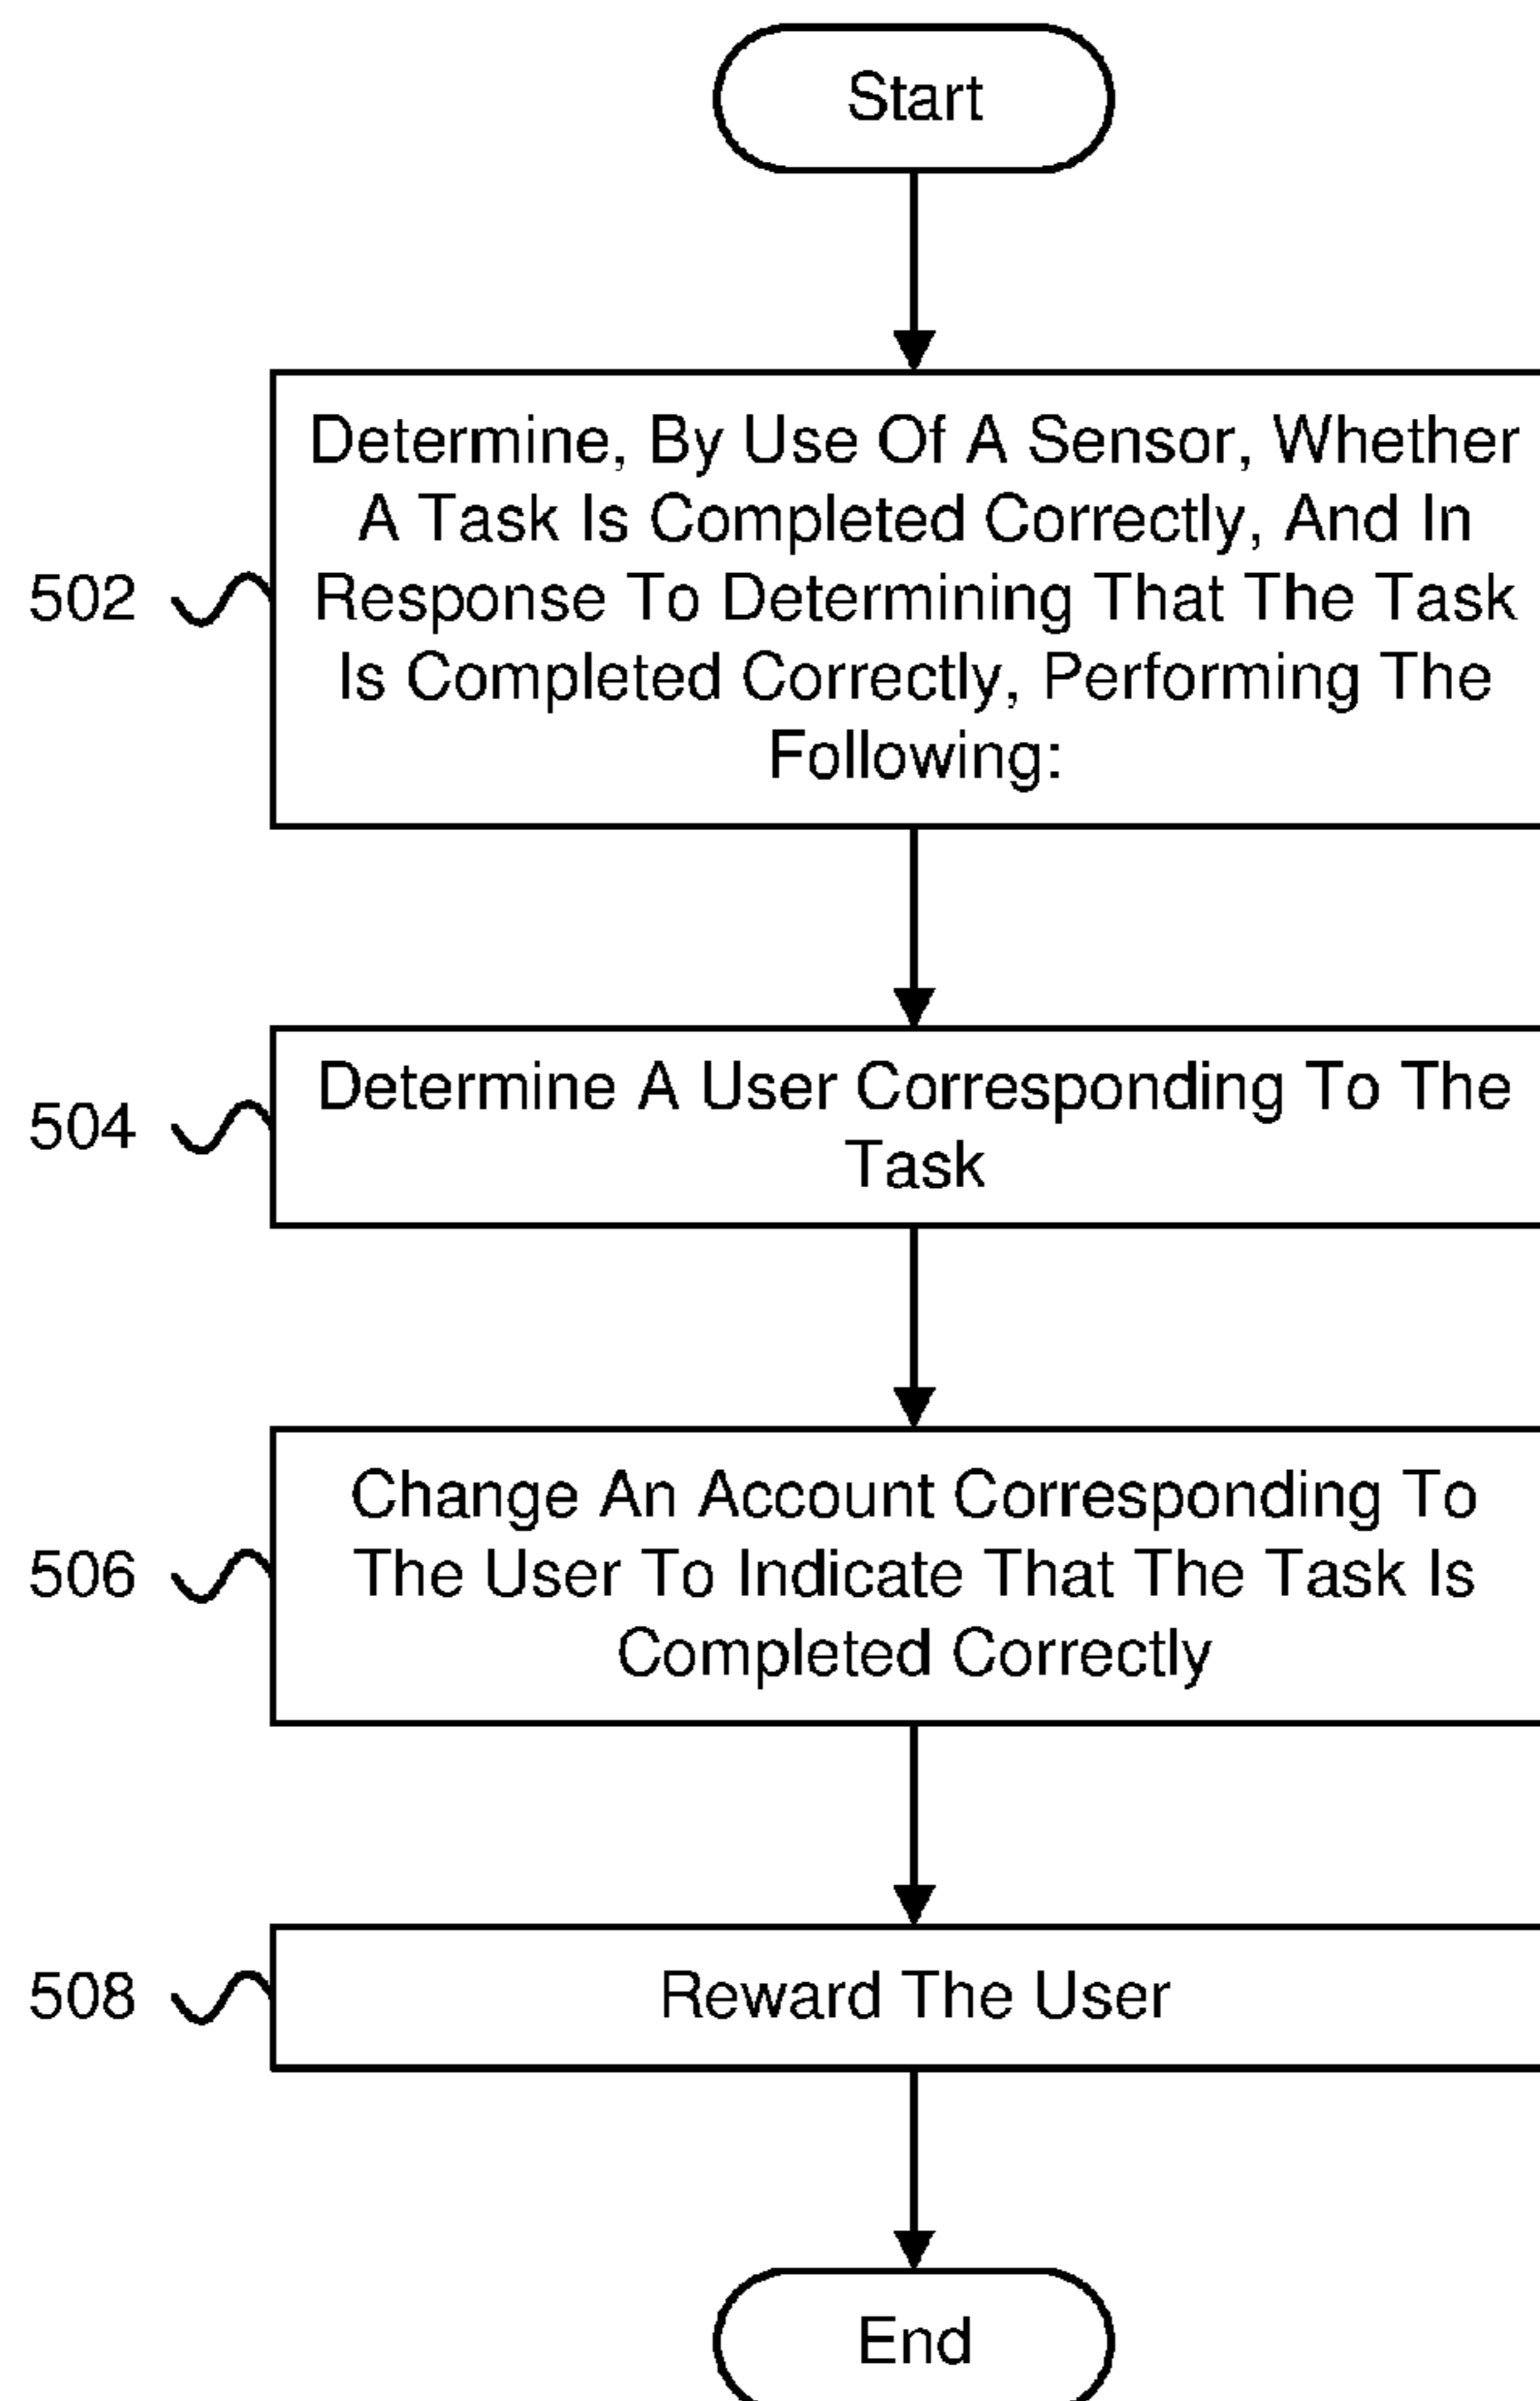 Start
Determine, By Use Of A Sensor, Whether
A Task Is Completed Correctly, And In
Response To Determining That The Task
Is Completed Correctly, Performing The
Following:
502
Determine A User Corresponding To The
Task
504
Change An Account Corresponding To
The User To Indicate That The Task Is
Completed Correctly
506
Reward The User
508
End